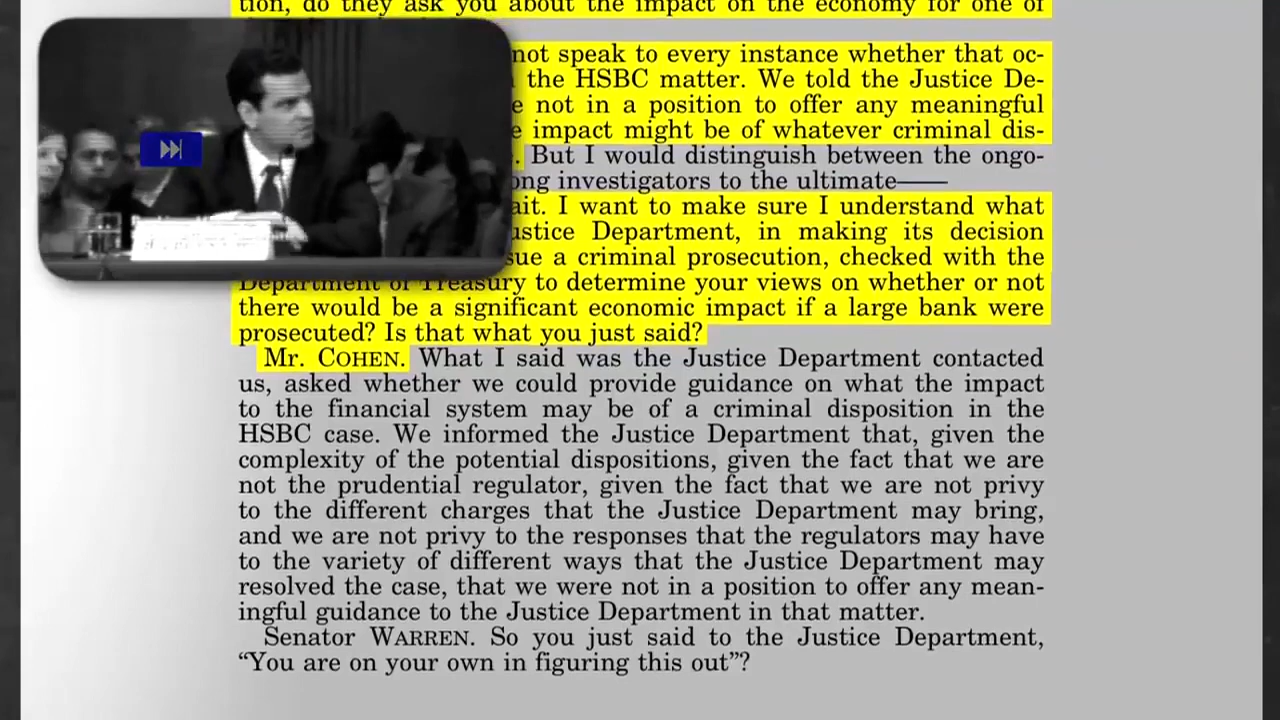 tion, do they ask you about the impact on the economy for one of
not speak to every instance whether that oc-
the HSBC matter. We told the Justice De-
not in a position to offer any meaningful
impact might be of whatever criminal dis-
. But I would distinguish between the ongo-
ong investigators to the ultimate——
ait. I want to make sure I understand what
ustice Department, in making its decision
sue a criminal prosecution, checked with the
Department of Treasury to determine your views on whether or not
there would be a significant economic impact if a large bank were
prosecuted? Is that what you just said?
Mr. COHEN. What I said was the Justice Department contacted
us, asked whether we could provide guidance on what the impact
to the financial system may be of a criminal disposition in the
HSBC case. We informed the Justice Department that, given the
complexity of the potential dispositions, given the fact that we are
not the prudential regulator, given the fact that we are not privy
to the different charges that the Justice Department may bring,
and we are not privy to the responses that the regulators may have
to the variety of different ways that the Justice Department may
resolved the case, that we were not in a position to offer any mean-
ingful guidance to the Justice Department in that matter.
Senator WARREN. So you just said to the Justice Department,
“You are on your own in figuring this out”?